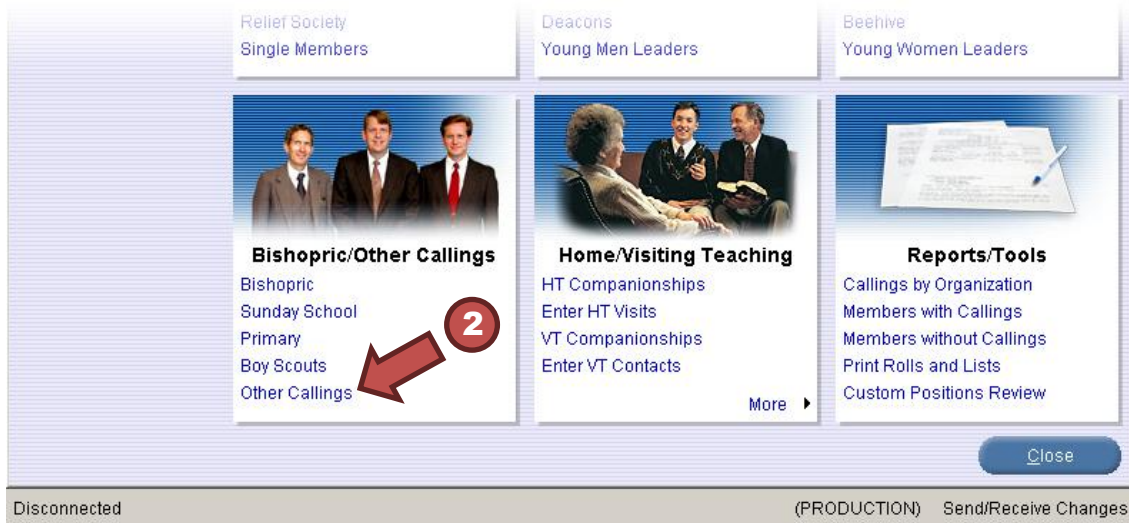 Relief Society
Single Members
Deacons
Young Men Leaders
Beehive
Young Women Leaders
Bishopric/Other Callings
Bishopric
Sunday School
Primary
Boy Scouts
Other Callings
2
Home/Visiting Teaching
HT Companionships
Enter HT Visits
VT Companionships
Enter VT Contacts
More
Reports/Tools
Callings by Organization
Members with Callings
Members without Callings
Print Rolls and Lists
Custom Positions Review
Close
Disconnected (PRODUCTION) Send/Receive Changes